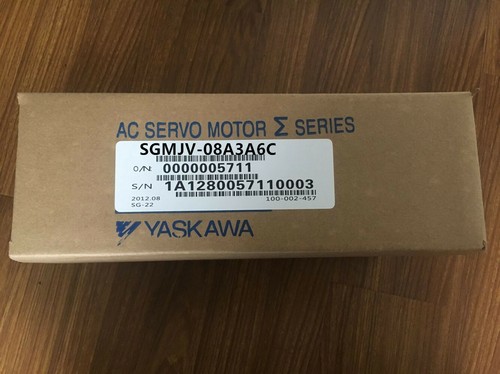 AC SERVO MOTOR Σ SERIES
SGMJV-08A3A6C
O/N: 0000005711
S/N 1A1280057110003
2012.08 100-002-457
SG-22
YASKAWA